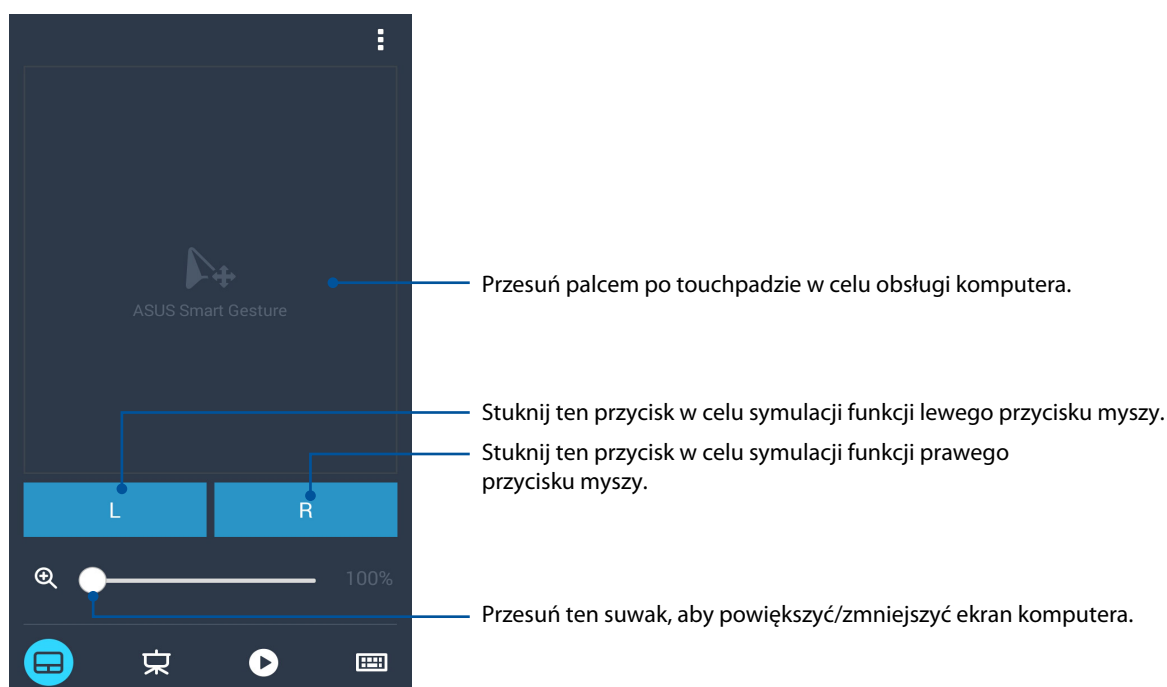 ASUS Smart Gesture
Przesuń palcem po touchpadzie w celu obsługi komputera.
Stuknij ten przycisk w celu symulacji funkcji lewego przycisku myszy.
Stuknij ten przycisk w celu symulacji funkcji prawego
przycisku myszy.
L
R
100%
Przesuń ten suwak, aby powiększyć/zmniejszyć ekran komputera.